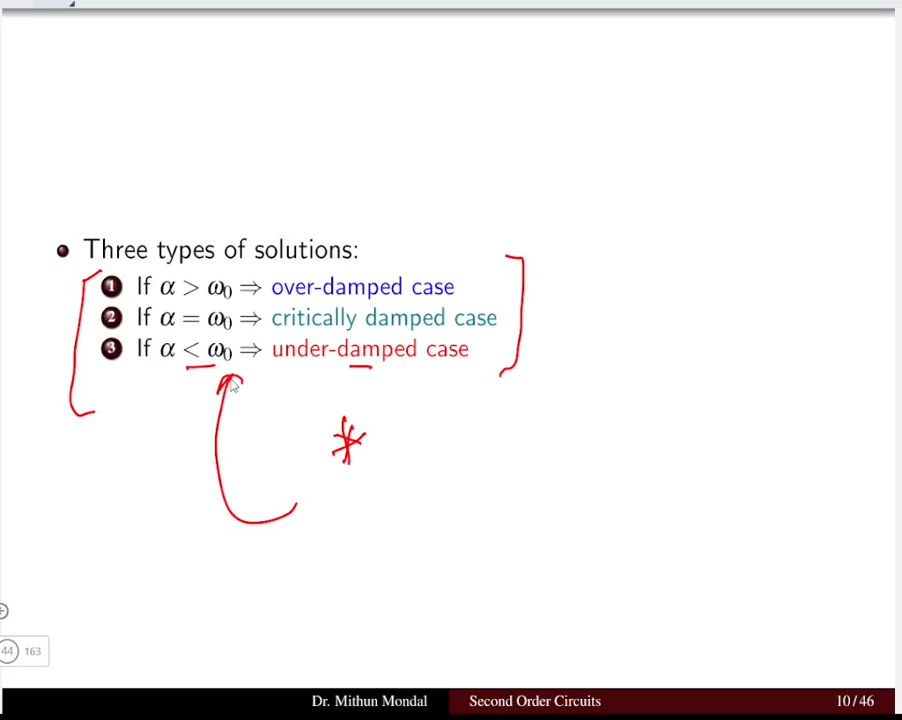 Three types of solutions:
1 If α > ω0 ⇒ over-damped case
2 If α = ω0 ⇒ critically damped case
3 If α < ω0 ⇒ under-damped case
*
44 163
Dr. Mithun Mondal Second Order Circuits 10/46